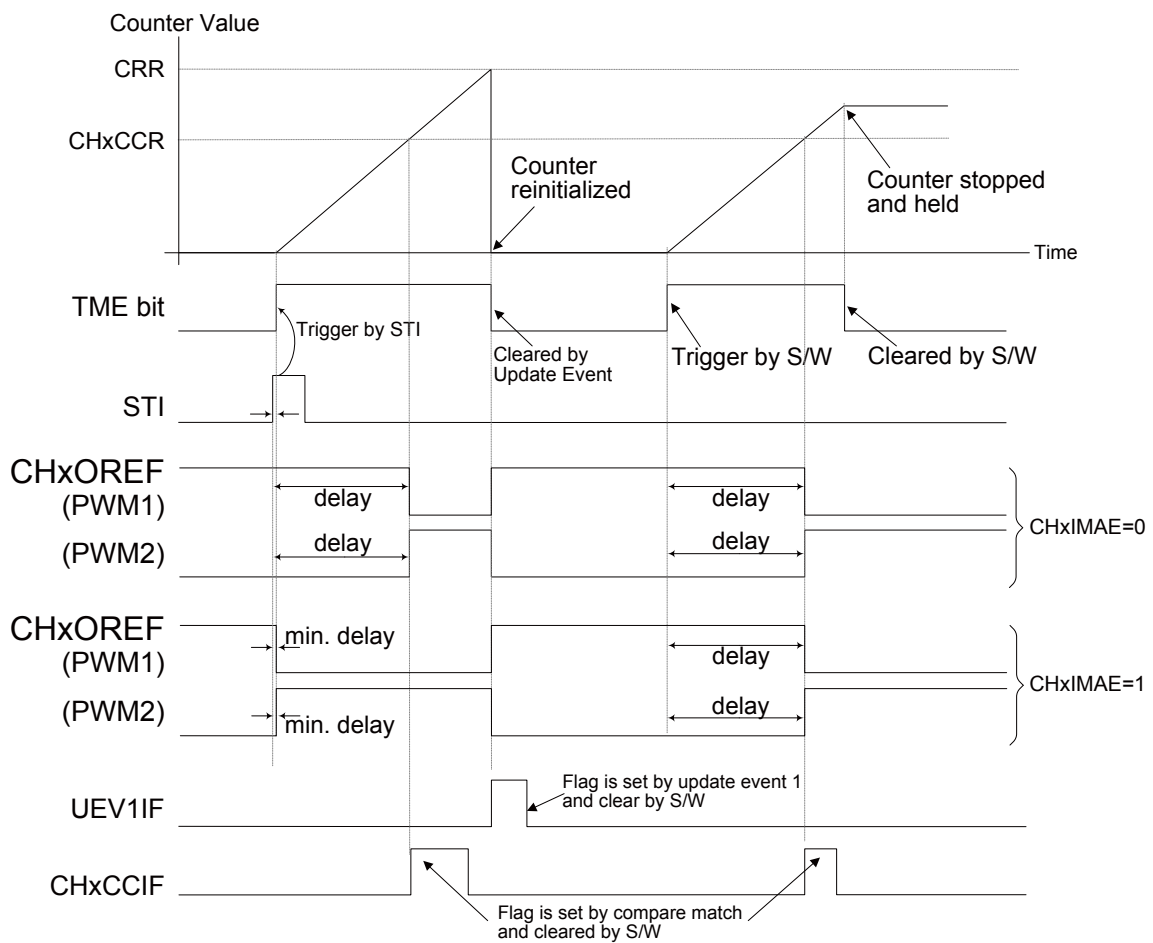 Counter Value
CRR
CHxCCR
Counter
reinitialized
Counter stopped
and held
Time
TME bit
Trigger by STI
Cleared by
Update Event
Trigger by S/W
Cleared by S/W
STI
CHxOREF
(PWM1)
delay
delay
(PWM2)
delay
delay
CHxIMAE=0
CHxOREF
(PWM1)
min. delay
delay
(PWM2)
min. delay
delay
CHxIMAE=1
UEV1IF
Flag is set by update event 1
and clear by S/W
CHxCCIF
Flag is set by compare match
and cleared by S/W